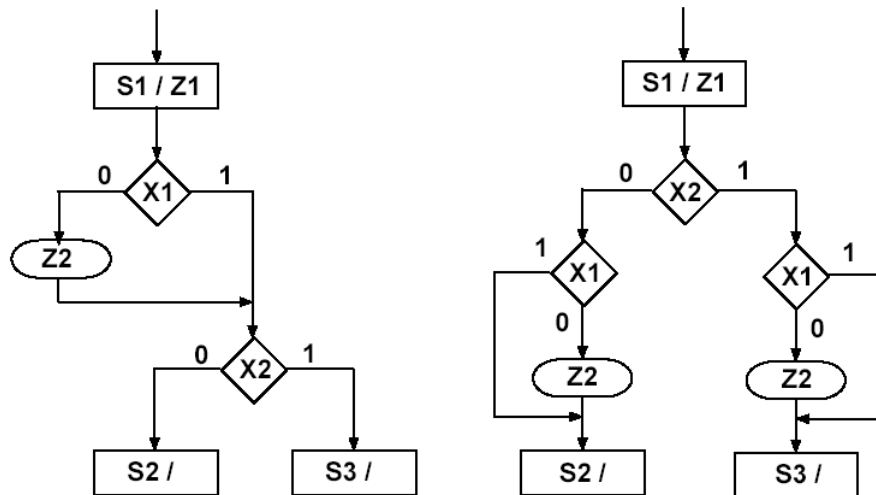 S1 / Z1
0 X1 1
Z2
0 X2 1
S2 /
S3 /
S1 / Z1
0 X2 1
1 X1
0
Z2
S2 /
X1 1
0
Z2
S3 /